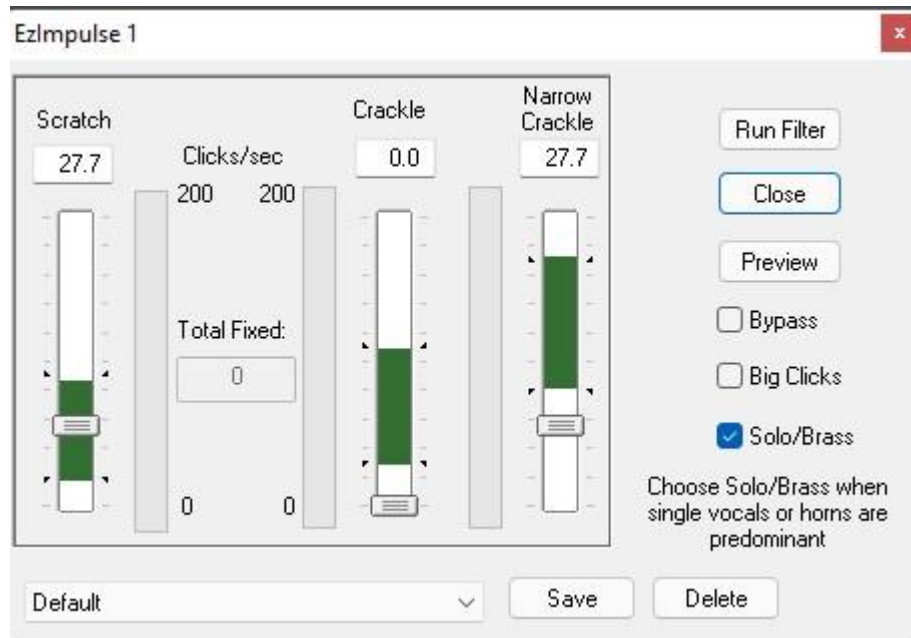 EzImpulse 1
x
Scratch
27.7
Clicks/sec
200 200
Total Fixed:
0
0 0
Crackle
0.0
Narrow
Crackle
27.7
Run Filter
Close
Preview
Bypass
Big Clicks
Solo/Brass
Choose Solo/Brass when
single vocals or horns are
predominant
Default
Save
Delete